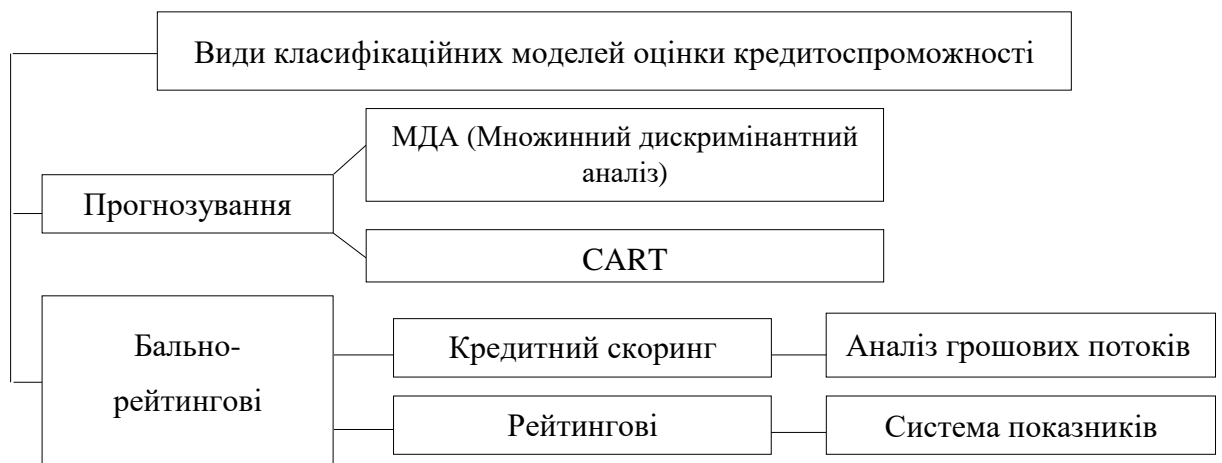 Види класифікаційних моделей оцінки кредитоспроможності
МДА (Множинний дискримінантний
аналіз)
Прогнозування
CART
Бально-
рейтингові
Кредитний скоринг
Аналіз грошових потоків
Рейтингові
Система показників